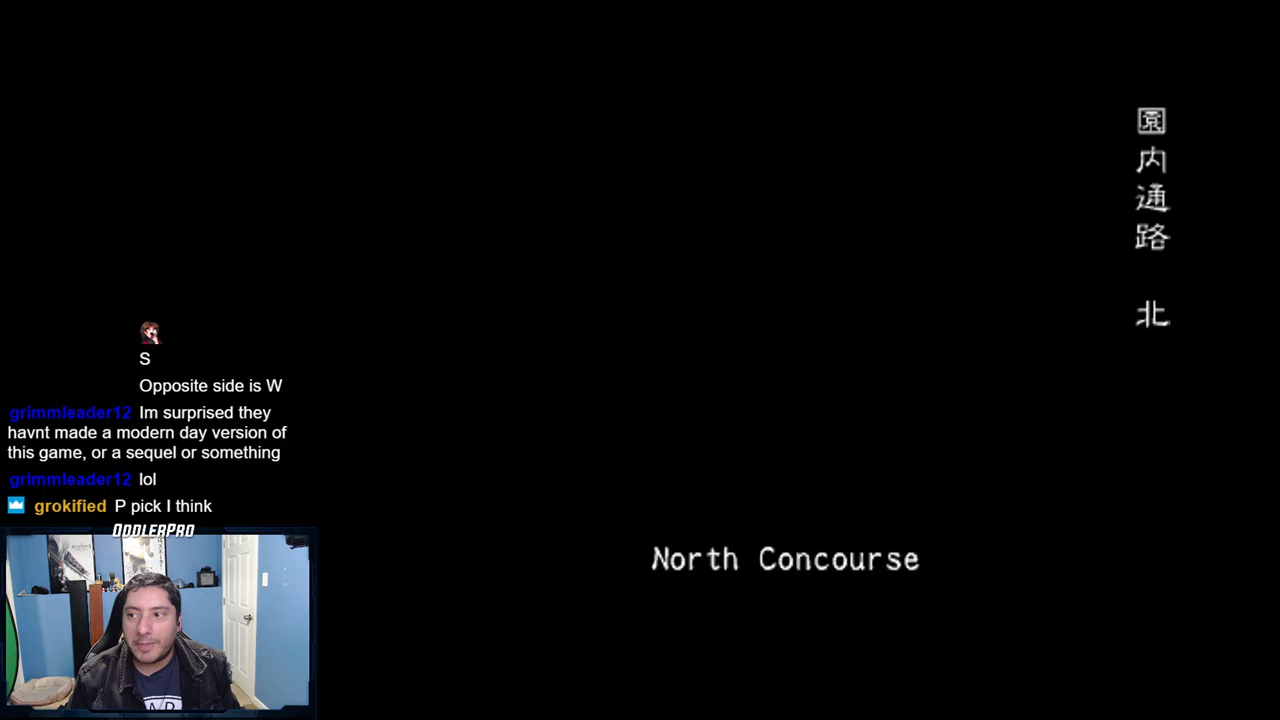 園内通路 北
S
Opposite side is W
grimmleader12 Im surprised they
havnt made a modern day version of
this game, or a sequel or something
grimmleader12 lol
grokified P pick I think
ODDLERPRO
North Concourse